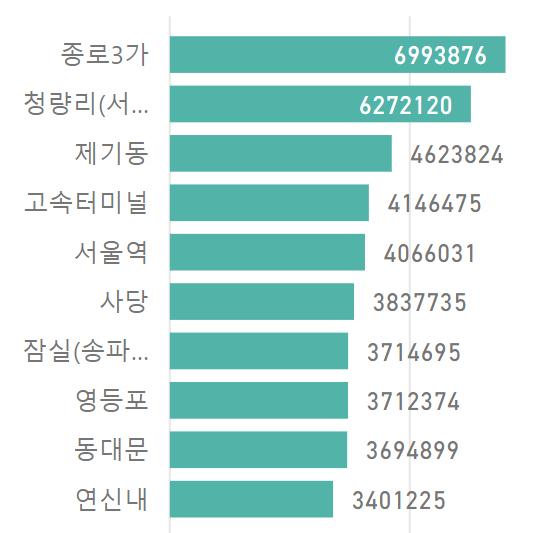 종로3가 6993876
청량리(서... 6272120
제기동 4623824
고속터미널 4146475
서울역 4066031
사당 3837735
잠실(송파... 3714695
영등포 3712374
동대문 3694899
연신내 3401225